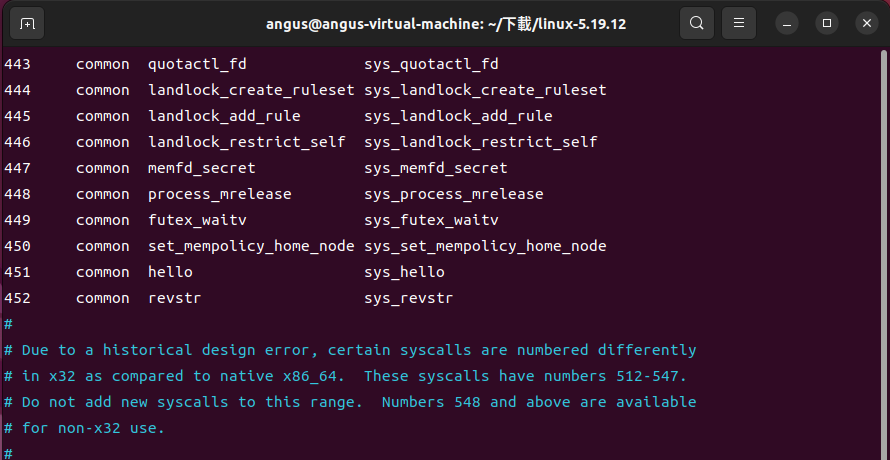 angus@angus-virtual-machine: ~/下載/linux-5.19.12
443 common quotactl_fd sys_quotactl_fd
444 common landlock_create_ruleset sys_landlock_create_ruleset
445 common landlock_add_rule sys_landlock_add_rule
446 common landlock_restrict_self sys_landlock_restrict_self
447 common memfd_secret sys_memfd_secret
448 common process_mrelease sys_process_mrelease
449 common futex_waitv sys_futex_waitv
450 common set_mempolicy_home_node sys_set_mempolicy_home_node
451 common hello sys_hello
452 common revstr sys_revstr
#
# Due to a historical design error, certain syscalls are numbered differently
# in x32 as compared to native x86_64.  These syscalls have numbers 512-547.
# Do not add new syscalls to this range.  Numbers 548 and above are available
# for non-x32 use.
#